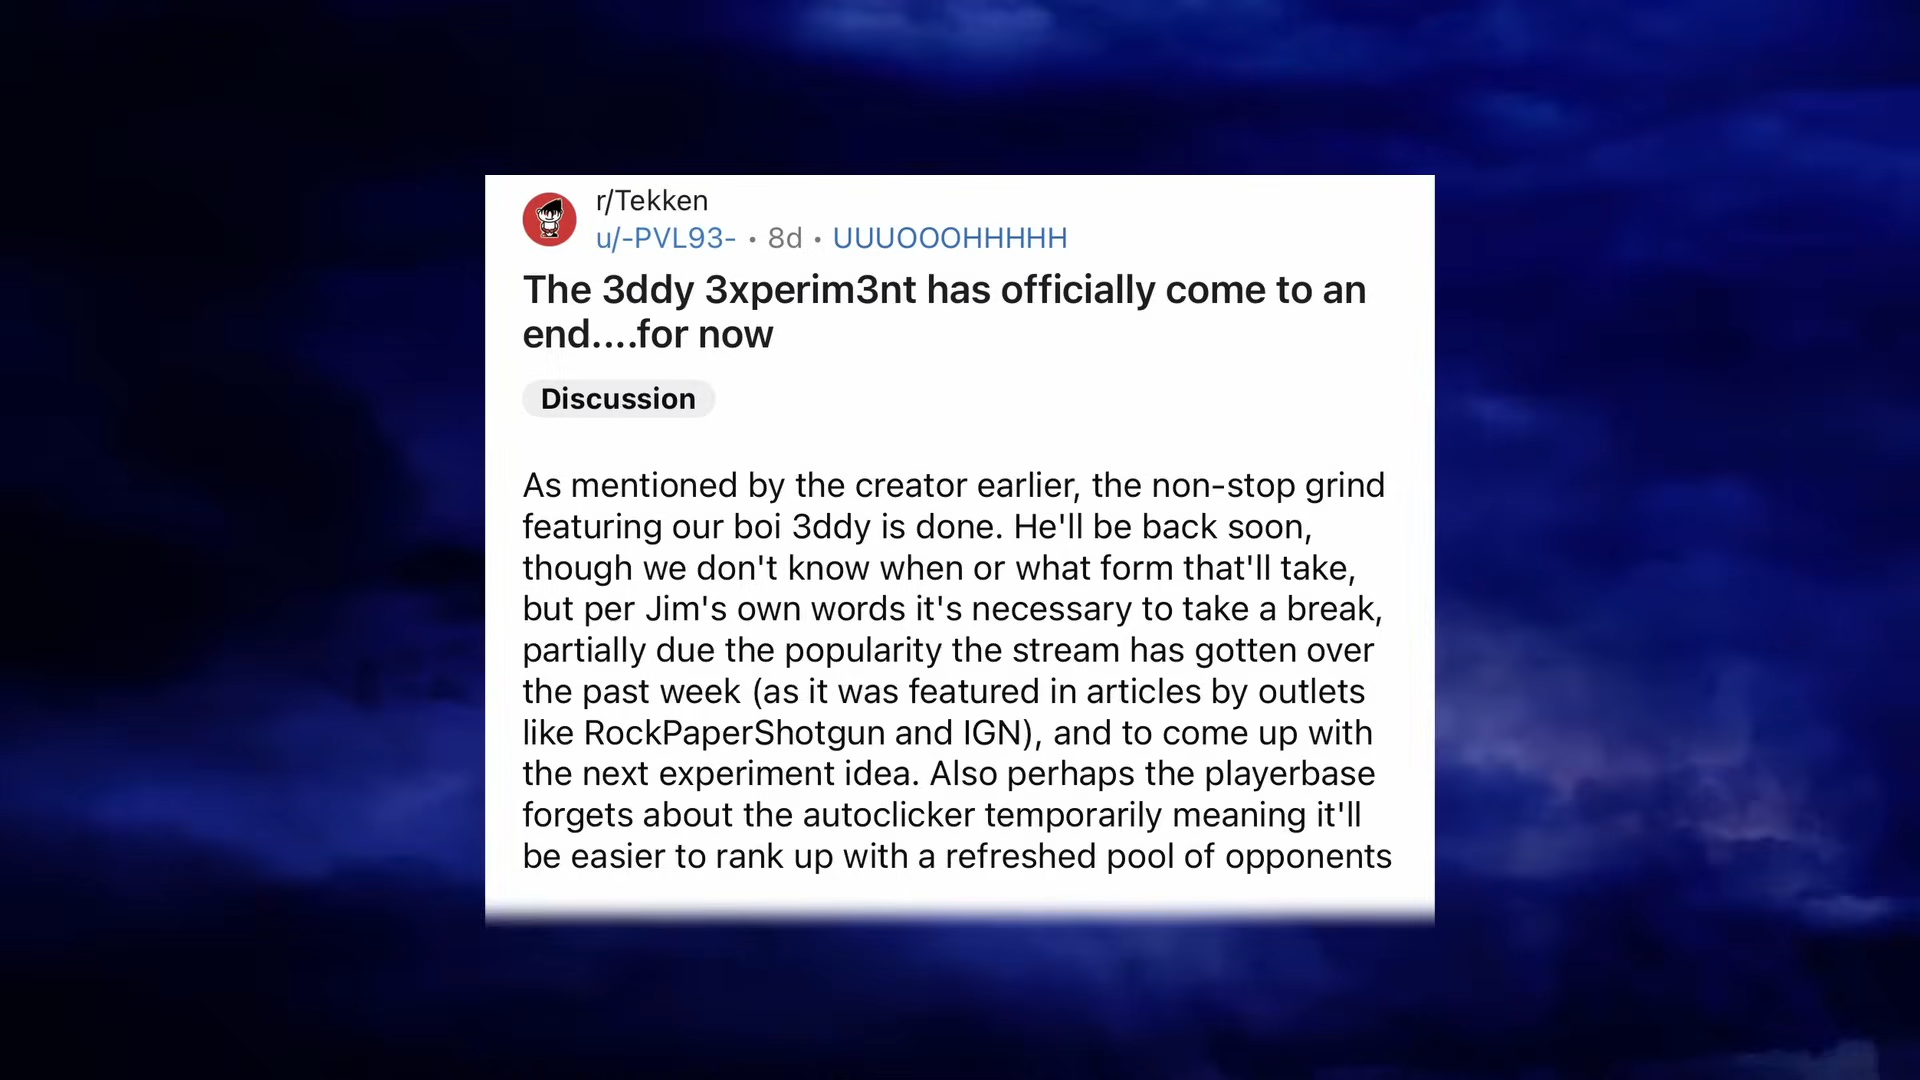 r/Tekken
u/-PVL93- • 8d • UUUOOOHHHHH
The 3ddy 3xperim3nt has officially come to an
end....for now
Discussion
As mentioned by the creator earlier, the non-stop grind
featuring our boi 3ddy is done. He'll be back soon,
though we don't know when or what form that'll take,
but per Jim's own words it's necessary to take a break,
partially due the popularity the stream has gotten over
the past week (as it was featured in articles by outlets
like RockPaperShotgun and IGN), and to come up with
the next experiment idea. Also perhaps the playerbase
forgets about the autoclicker temporarily meaning it'll
be easier to rank up with a refreshed pool of opponents